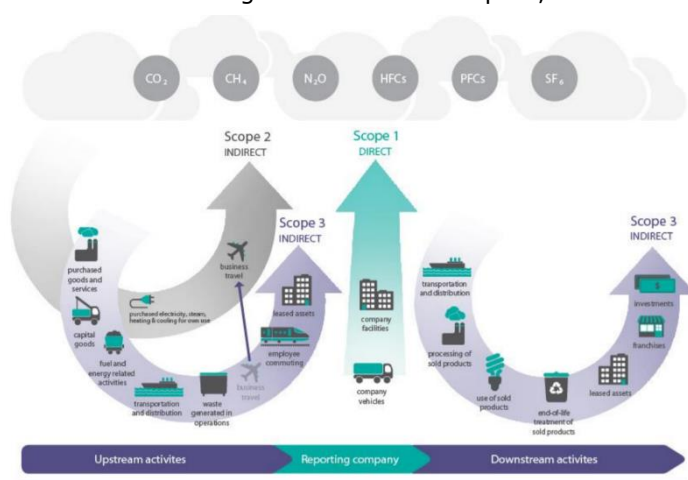 CO₂
CH₄
N₂O
HFCs
PFCs
SF₆
Scope 2
INDIRECT
Scope 1
DIRECT
Scope 3
INDIRECT
Scope 3
INDIRECT
purchased
goods and
services
capital
goods
fuel and
energy related
activities
transportation
and distribution
waste
generated in
operations
business
travel
business
travel
purchased electricity, steam,
heating & cooling for own use
employee
commuting
leased assets
company
facilities
company
vehicles
transportation
and distribution
processing of
sold products
use of sold
products
end-of-life
treatment of
sold products
leased assets
franchises
investments
Upstream activites
Reporting company
Downstream activites